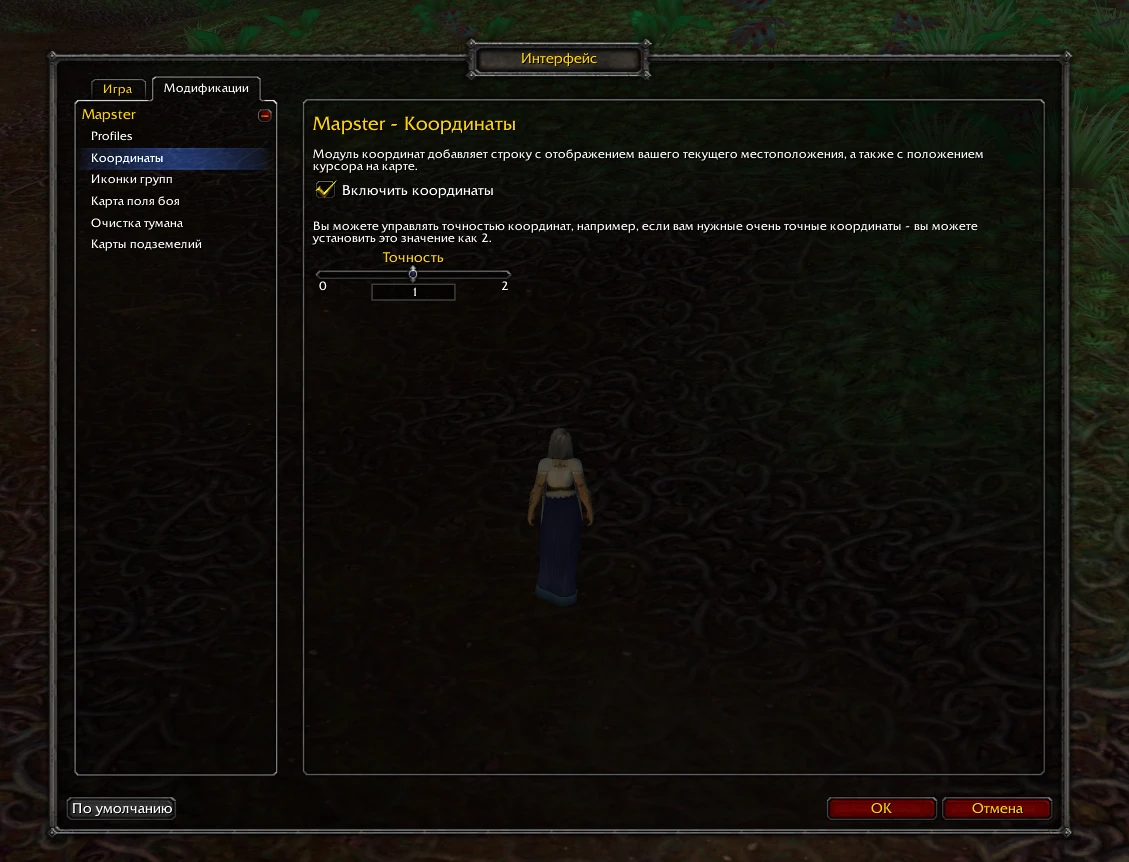 Интерфейс
Игра
Модификации
Mapster
Profiles
Координаты
Иконки групп
Карта поля боя
Очистка тумана
Карты подземелий
Mapster - Координаты
Модуль координат добавляет строку с отображением вашего текущего местоположения, а также с положением
курсора на карте.
Включить координаты
Вы можете управлять точностью координат, например, если вам нужные очень точные координаты - вы можете
установить это значение как 2.
Точность
0
1
2
По умолчанию
ОК
Отмена